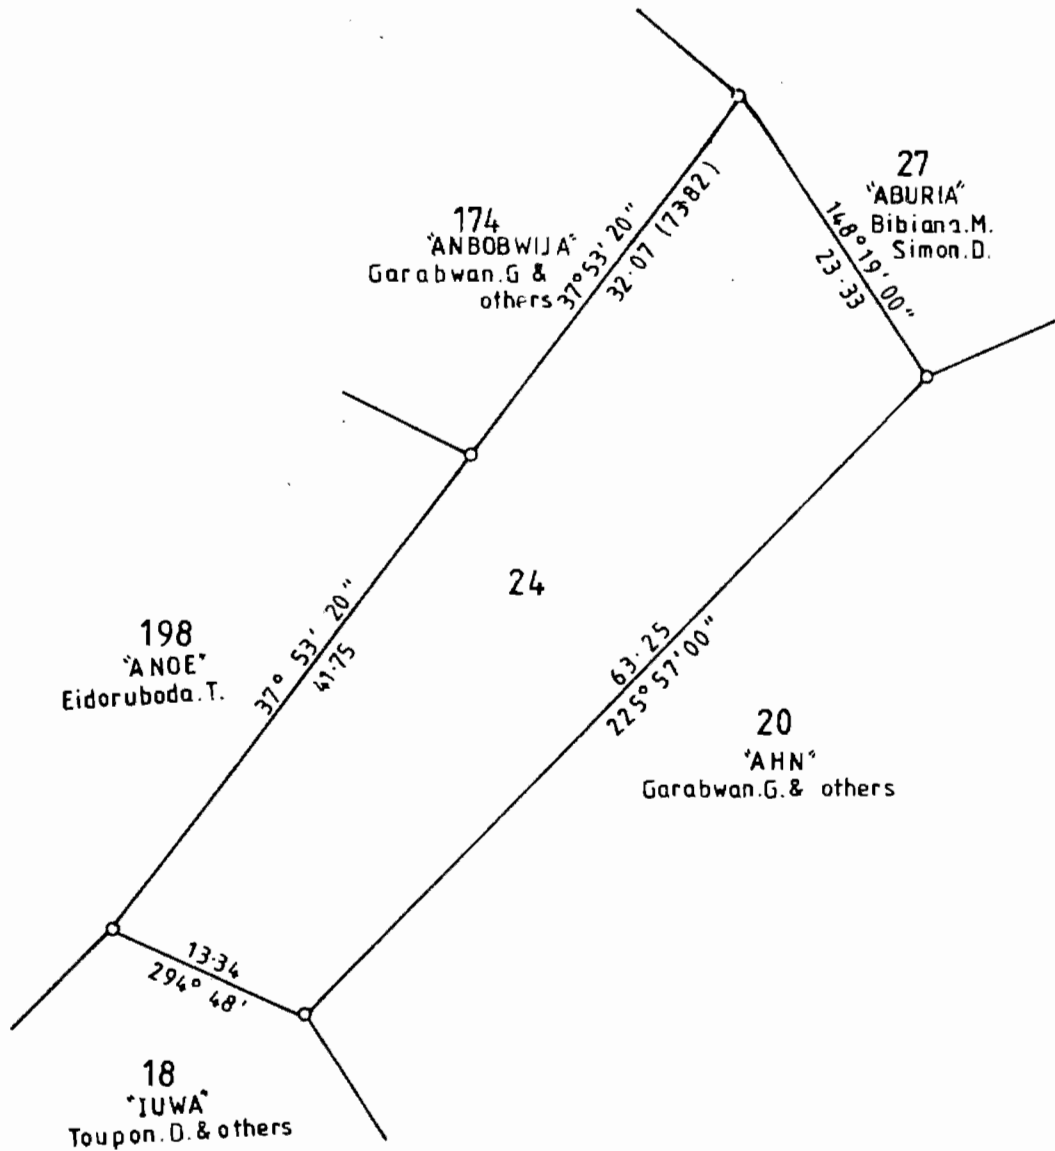 27
"ABURIA"
Bibiana.M.
Simon.D.
148°19'00"
23·33
174
"ANBOBWIJA"
Garabwan.G &
others
37°53'20"
32·07 (73·82)
24
198
"ANOE"
Eidoruboda.T.
37° 53' 20"
41·75
63·25
225°57'00"
20
"AHN"
Garabwan.G.& others
13·34
294° 48'
18
"IUWA"
Toupon.D.& others